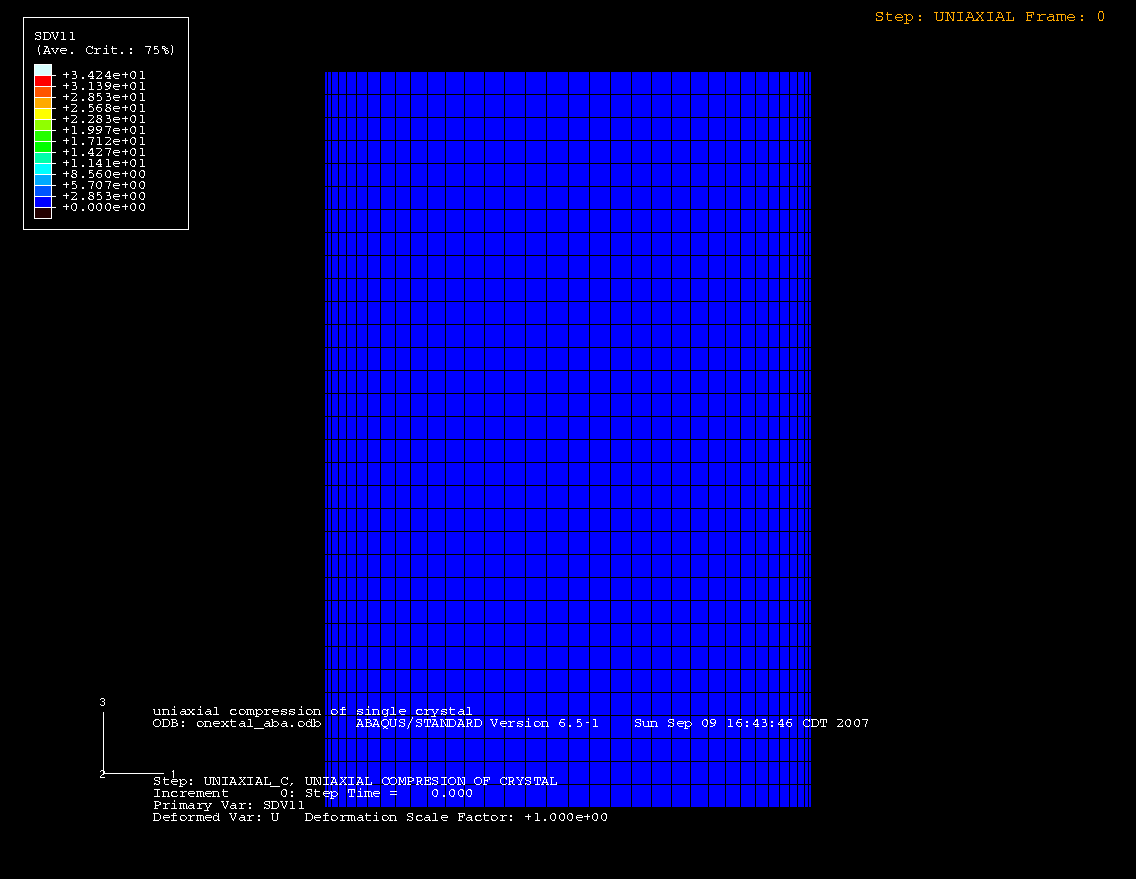 Step: UNIAXIAL Frame: 0
SDV11
(Ave. Crit.: 75%)
+3.424e+01
+3.139e+01
+2.853e+01
+2.568e+01
+2.283e+01
+1.997e+01
+1.712e+01
+1.427e+01
+1.141e+01
+8.560e+00
+5.707e+00
+2.853e+00
+0.000e+00
3
2
1
uniaxial compression of single crystal
ODB: onextal_aba.odb ABAQUS/STANDARD Version 6.5-1 Sun Sep 09 16:43:46 CDT 2007
Step: UNIAXIAL_C, UNIAXIAL COMPRESION OF CRYSTAL
Increment 0: Step Time = 0.000
Primary Var: SDV11
Deformed Var: U Deformation Scale Factor: +1.000e+00